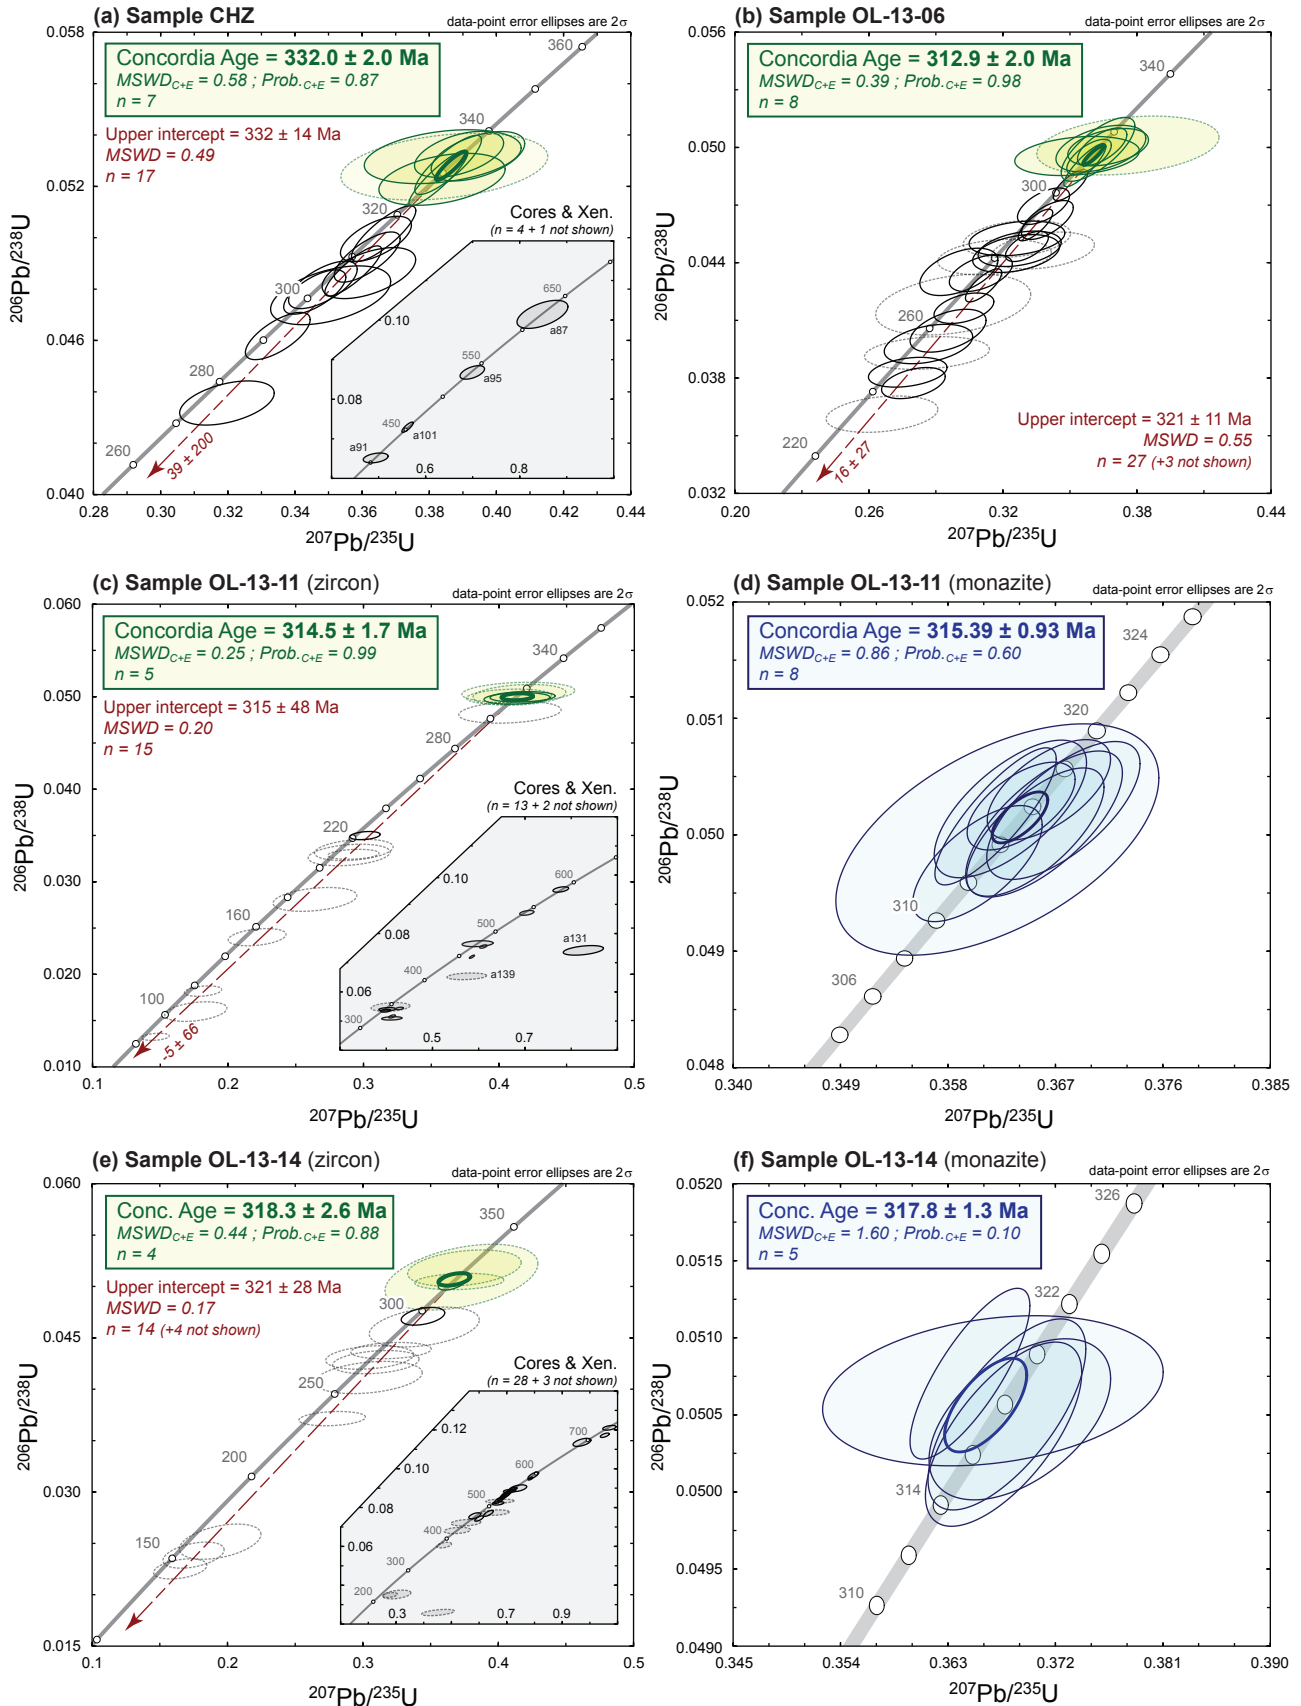 (a) Sample CHZ
data-point error ellipses are 2σ
Concordia Age = 332.0 ± 2.0 Ma
MSWD C+E = 0.58 ; Prob. C+E = 0.87
n = 7
Upper intercept = 332 ± 14 Ma
MSWD = 0.49
n = 17
360
340
320
300
280
260
39 ± 200
Cores & Xen.
(n = 4 + 1 not shown)
650
0.10
a87
550
a95
0.08
450
a101
a91
0.6
0.8
0.058
0.052
0.046
0.040
0.28
0.30
0.32
0.34
0.36
0.38
0.40
0.42
0.44
206Pb/238U
207Pb/235U
(b) Sample OL-13-06
data-point error ellipses are 2σ
Concordia Age = 312.9 ± 2.0 Ma
MSWD C+E = 0.39 ; Prob. C+E = 0.98
n = 8
340
300
260
220
Upper intercept = 321 ± 11 Ma
MSWD = 0.55
n = 27 (+3 not shown)
16 ± 27
0.056
0.050
0.044
0.038
0.032
0.20
0.26
0.32
0.38
0.44
206Pb/238U
207Pb/235U
(c) Sample OL-13-11 (zircon)
data-point error ellipses are 2σ
Concordia Age = 314.5 ± 1.7 Ma
MSWD C+E = 0.25 ; Prob. C+E = 0.99
n = 5
Upper intercept = 315 ± 48 Ma
MSWD = 0.20
n = 15
340
280
220
160
100
-5 ± 66
Cores & Xen.
(n = 13 + 2 not shown)
0.10
600
0.08
500
a131
400
a139
0.06
300
0.5
0.7
0.060
0.050
0.040
0.030
0.020
0.010
0.1
0.2
0.3
0.4
0.5
206Pb/238U
207Pb/235U
(d) Sample OL-13-11 (monazite)
data-point error ellipses are 2σ
Concordia Age = 315.39 ± 0.93 Ma
MSWD C+E = 0.86 ; Prob. C+E = 0.60
n = 8
324
320
310
306
0.052
0.051
0.050
0.049
0.048
0.340
0.349
0.358
0.367
0.376
0.385
206Pb/238U
207Pb/235U
(e) Sample OL-13-14 (zircon)
data-point error ellipses are 2σ
Conc. Age = 318.3 ± 2.6 Ma
MSWD C+E = 0.44 ; Prob. C+E = 0.88
n = 4
Upper intercept = 321 ± 28 Ma
MSWD = 0.17
n = 14 (+4 not shown)
350
300
250
200
150
Cores & Xen.
(n = 28 + 3 not shown)
0.12
700
0.10
600
0.08
500
400
0.06
300
200
0.3
0.7
0.9
0.060
0.045
0.030
0.015
0.1
0.2
0.3
0.4
0.5
206Pb/238U
207Pb/235U
(f) Sample OL-13-14 (monazite)
data-point error ellipses are 2σ
Conc. Age = 317.8 ± 1.3 Ma
MSWD C+E = 1.60 ; Prob. C+E = 0.10
n = 5
326
322
314
310
0.0520
0.0515
0.0510
0.0505
0.0500
0.0495
0.0490
0.345
0.354
0.363
0.372
0.381
0.390
206Pb/238U
207Pb/235U